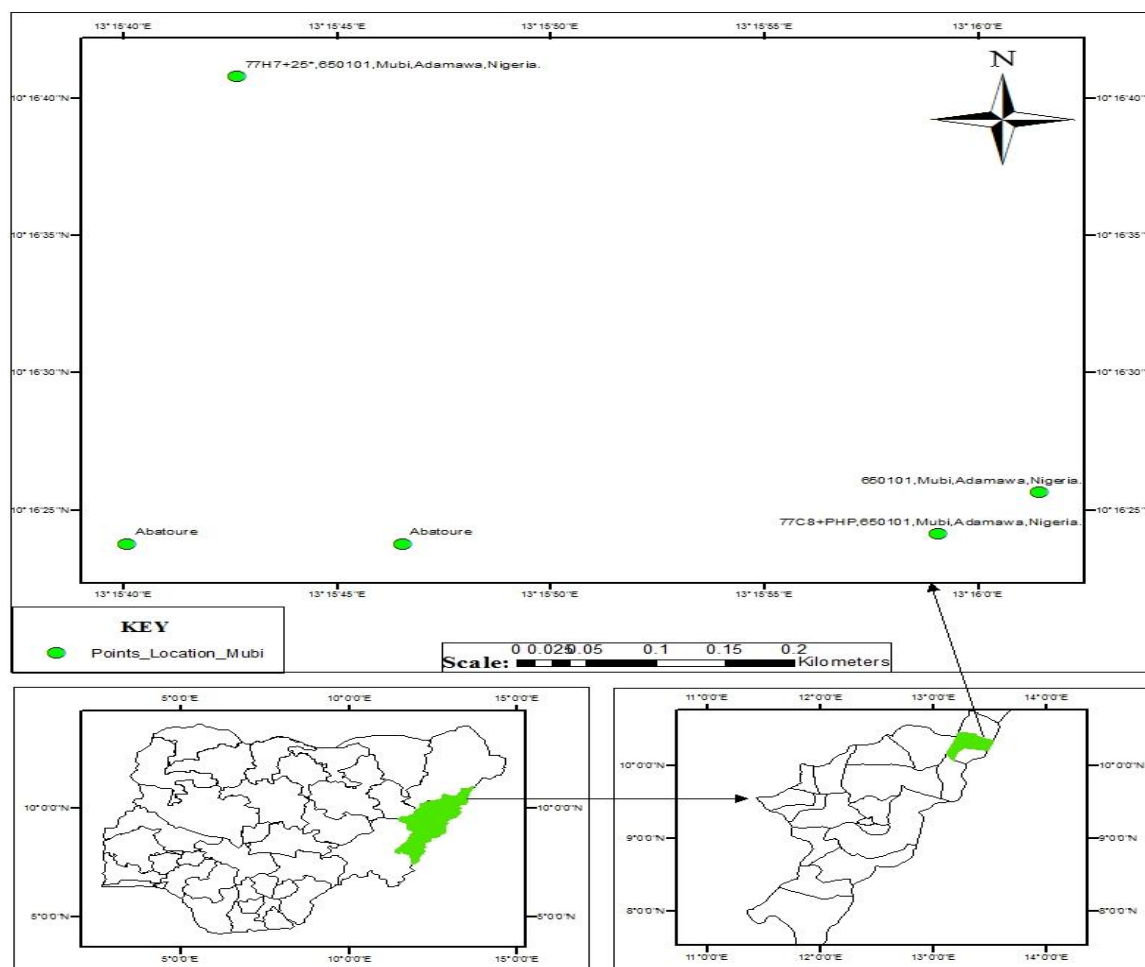 13°15'40"E 13°15'45"E 13°15'50"E 13°15'55"E 13°16'0"E
77H7+25*,650101,Mubi,Adamawa,Nigeria.
N
10°16'40"N 10°16'40"N
10°16'35"N 10°16'35"N
10°16'30"N 10°16'30"N
650101,Mubi,Adamawa,Nigeria.
10°16'25"N 10°16'25"N
77C8+PHP,650101,Mubi,Adamawa,Nigeria.
Abatoure Abatoure
13°15'40"E 13°15'45"E 13°15'50"E 13°15'55"E 13°16'0"E
KEY
Points_Location_Mubi
0 0.025 0.05 0.1 0.15 0.2
Scale: Kilometers
5°0'0"E 10°0'0"E 15°0'0"E
10°0'0"N 10°0'0"N
5°0'0"N 5°0'0"N
5°0'0"E 10°0'0"E 15°0'0"E
11°0'0"E 12°0'0"E 13°0'0"E 14°0'0"E
10°0'0"N 10°0'0"N
9°0'0"N 9°0'0"N
8°0'0"N 8°0'0"N
11°0'0"E 12°0'0"E 13°0'0"E 14°0'0"E